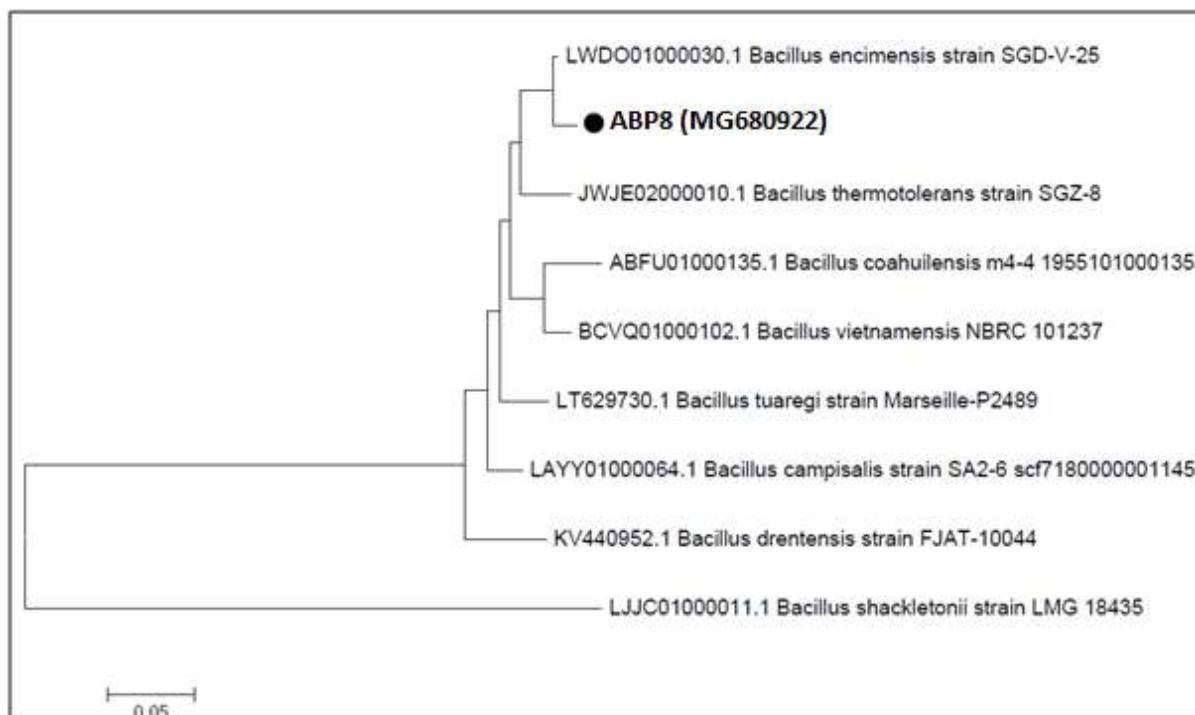 LWDO01000030.1 Bacillus encimensis strain SGD-V-25
ABP8 (MG680922)
JWJE02000010.1 Bacillus thermotolerans strain SGZ-8
ABFU01000135.1 Bacillus coahuilensis m4-4 1955101000135
BCVQ01000102.1 Bacillus vietnamensis NBRC 101237
LT629730.1 Bacillus tuaregi strain Marseille-P2489
LAYY01000064.1 Bacillus campisalis strain SA2-6 scf7180000001145
KV440952.1 Bacillus drentensis strain FJAT-10044
LJJC01000011.1 Bacillus shackletonii strain LMG 18435
0.05